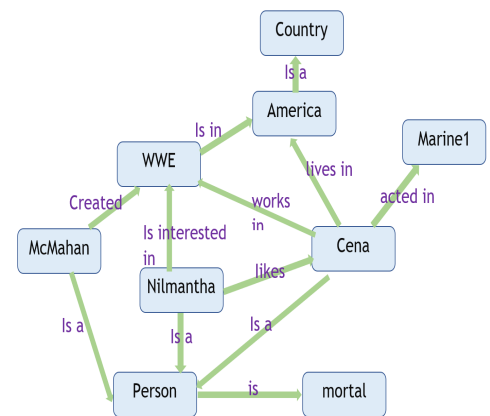 Country
Is a
America
Marine1
Is in
WWE
lives in
acted in
Created
works
in
Is interested
in
McMahan
Cena
likes
Nilmantha
Is a
Is a
Is a
Person
is
mortal